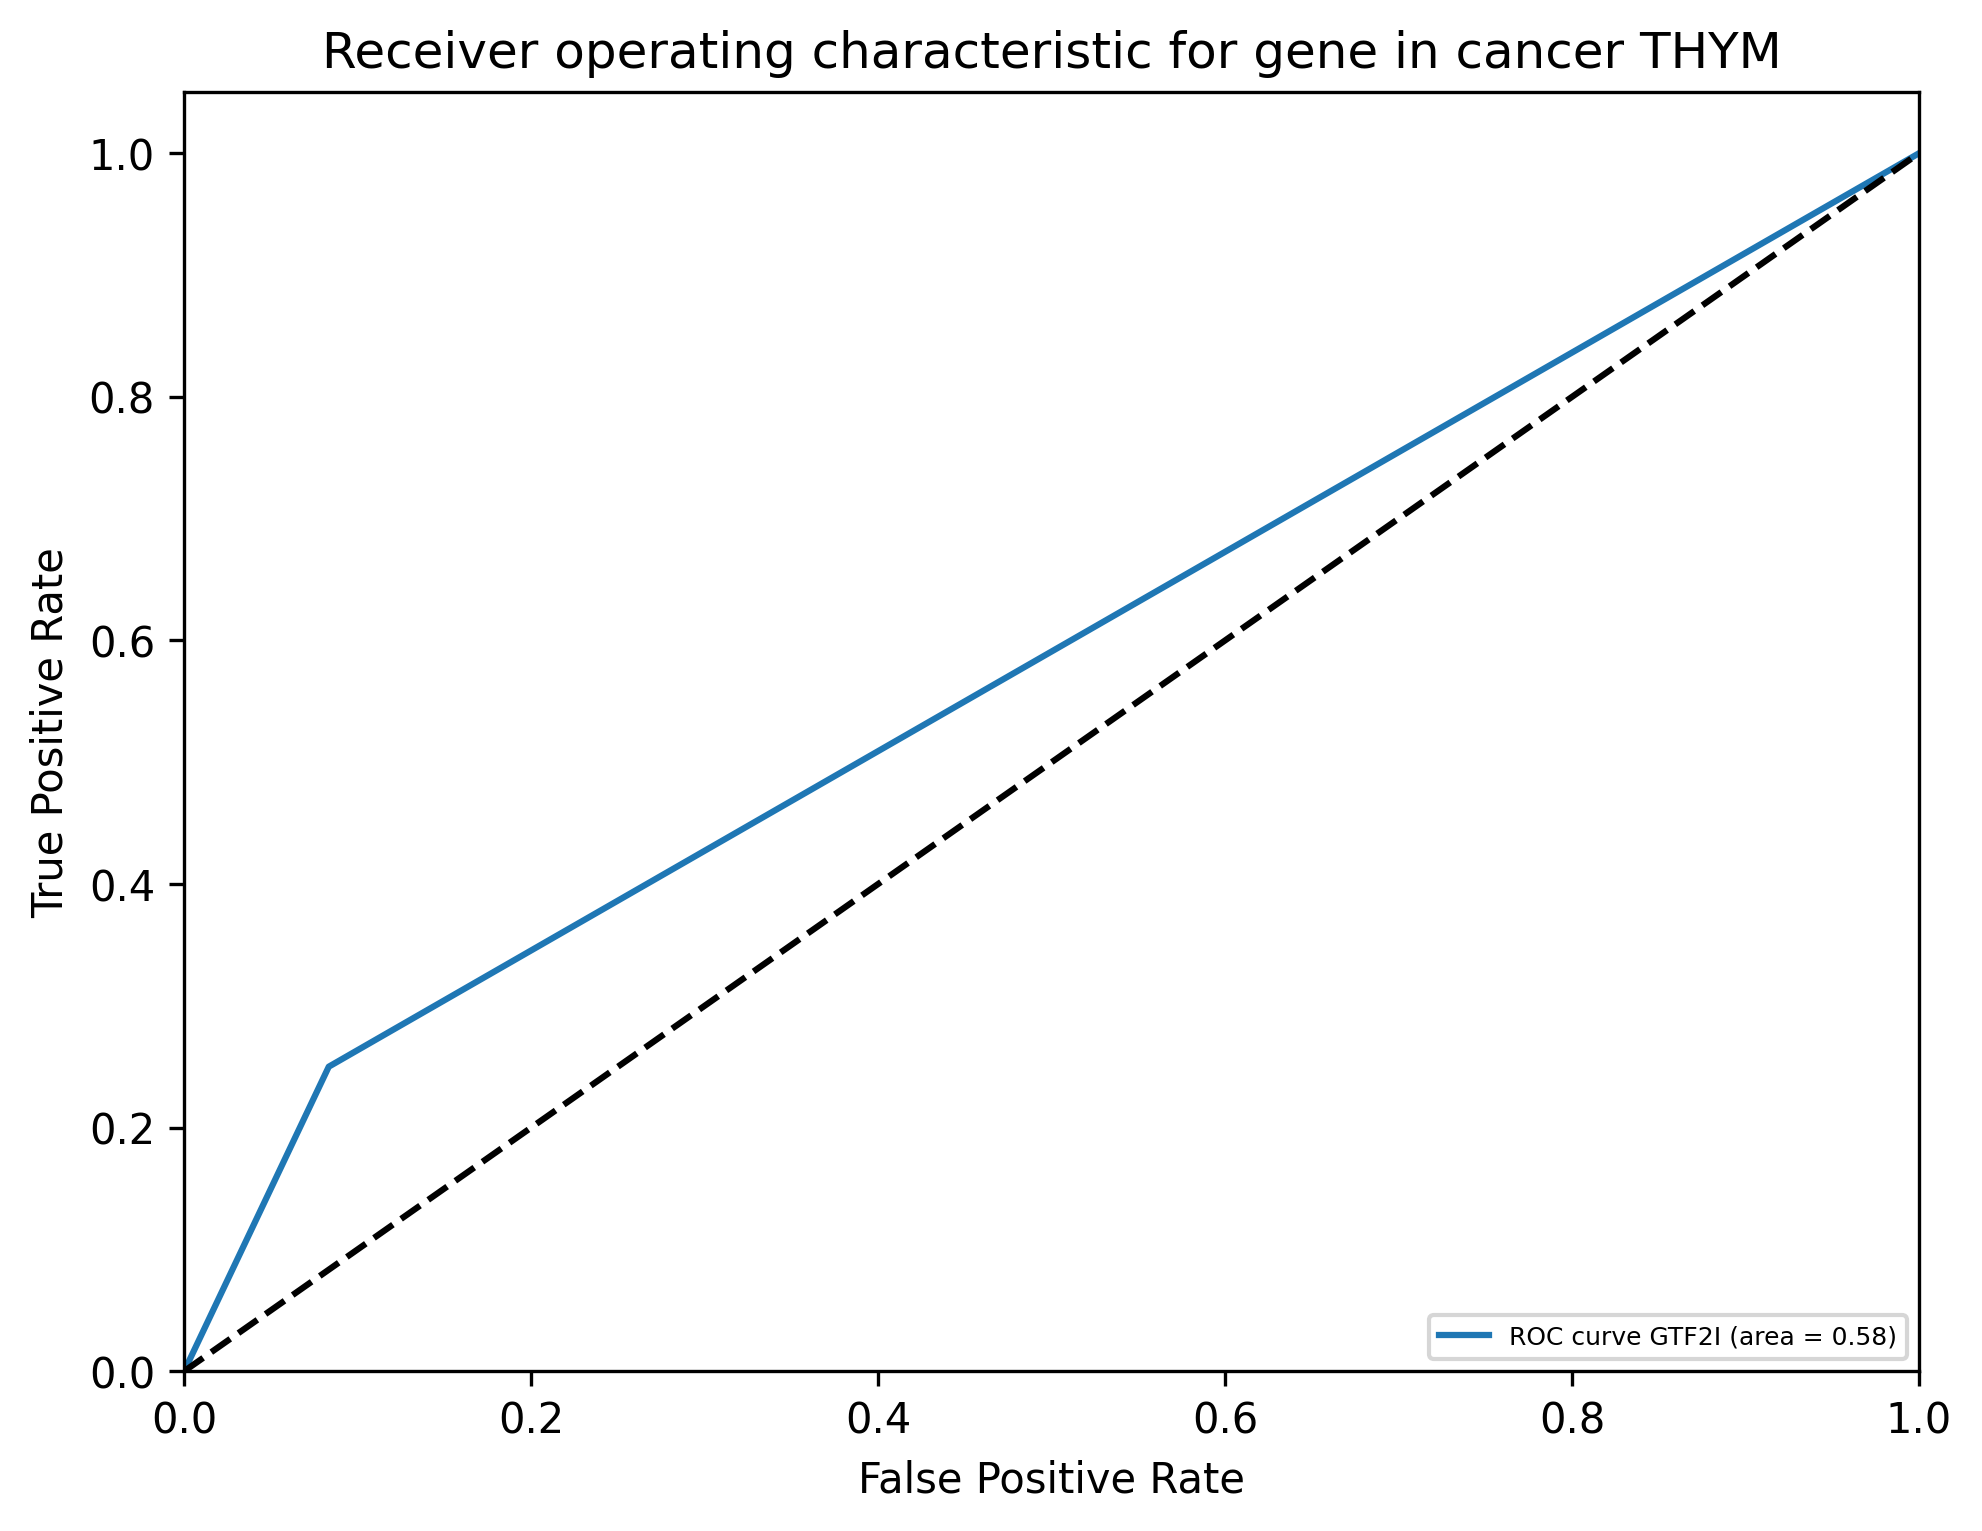 Receiver operating characteristic for gene in cancer THYM
1.0
0.8
0.6
0.4
0.2
0.0
True Positive Rate
ROC curve GTF2I (area = 0.58)
0.0 0.2 0.4 0.6 0.8 1.0
False Positive Rate